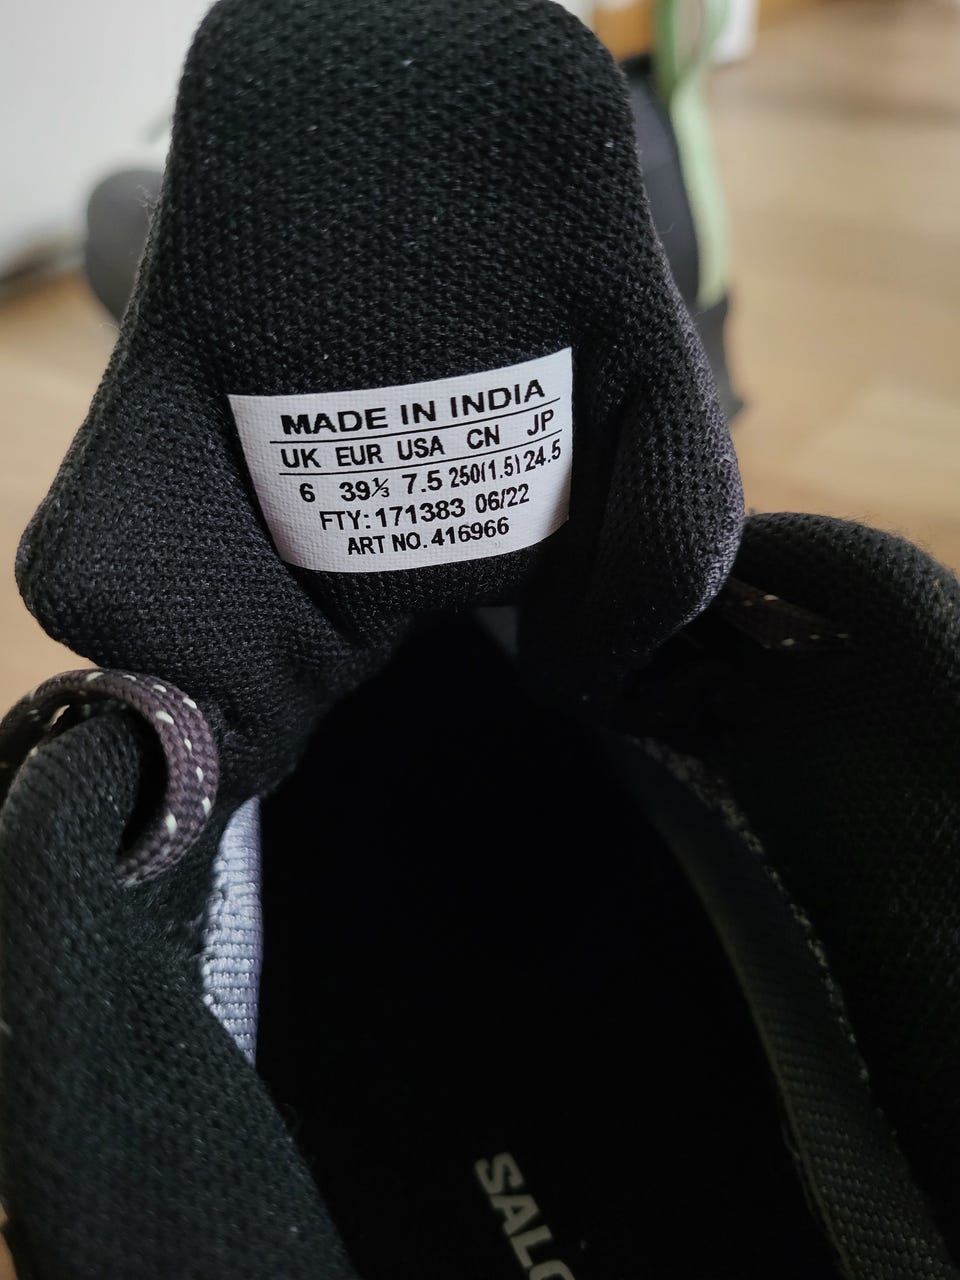 MADE IN INDIA
UK EUR USA CN JP
6 39⅓ 7.5 250(1.5) 24.5
FTY: 171383 06/22
ART NO. 416966
SALO